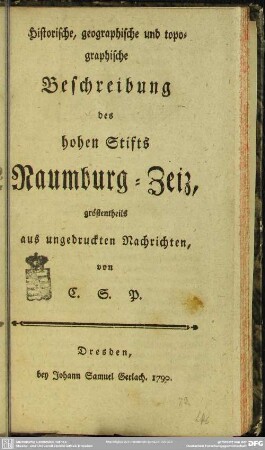 Historische, geographische und topo-
graphische
Beschreibung
des
hohen Stifts
Naumburg-Zeiz,
gröstentheils
aus ungedruckten Nachrichten,
von
C. S. P.
Dresden,
bey Johann Samuel Gerlach. 1790.